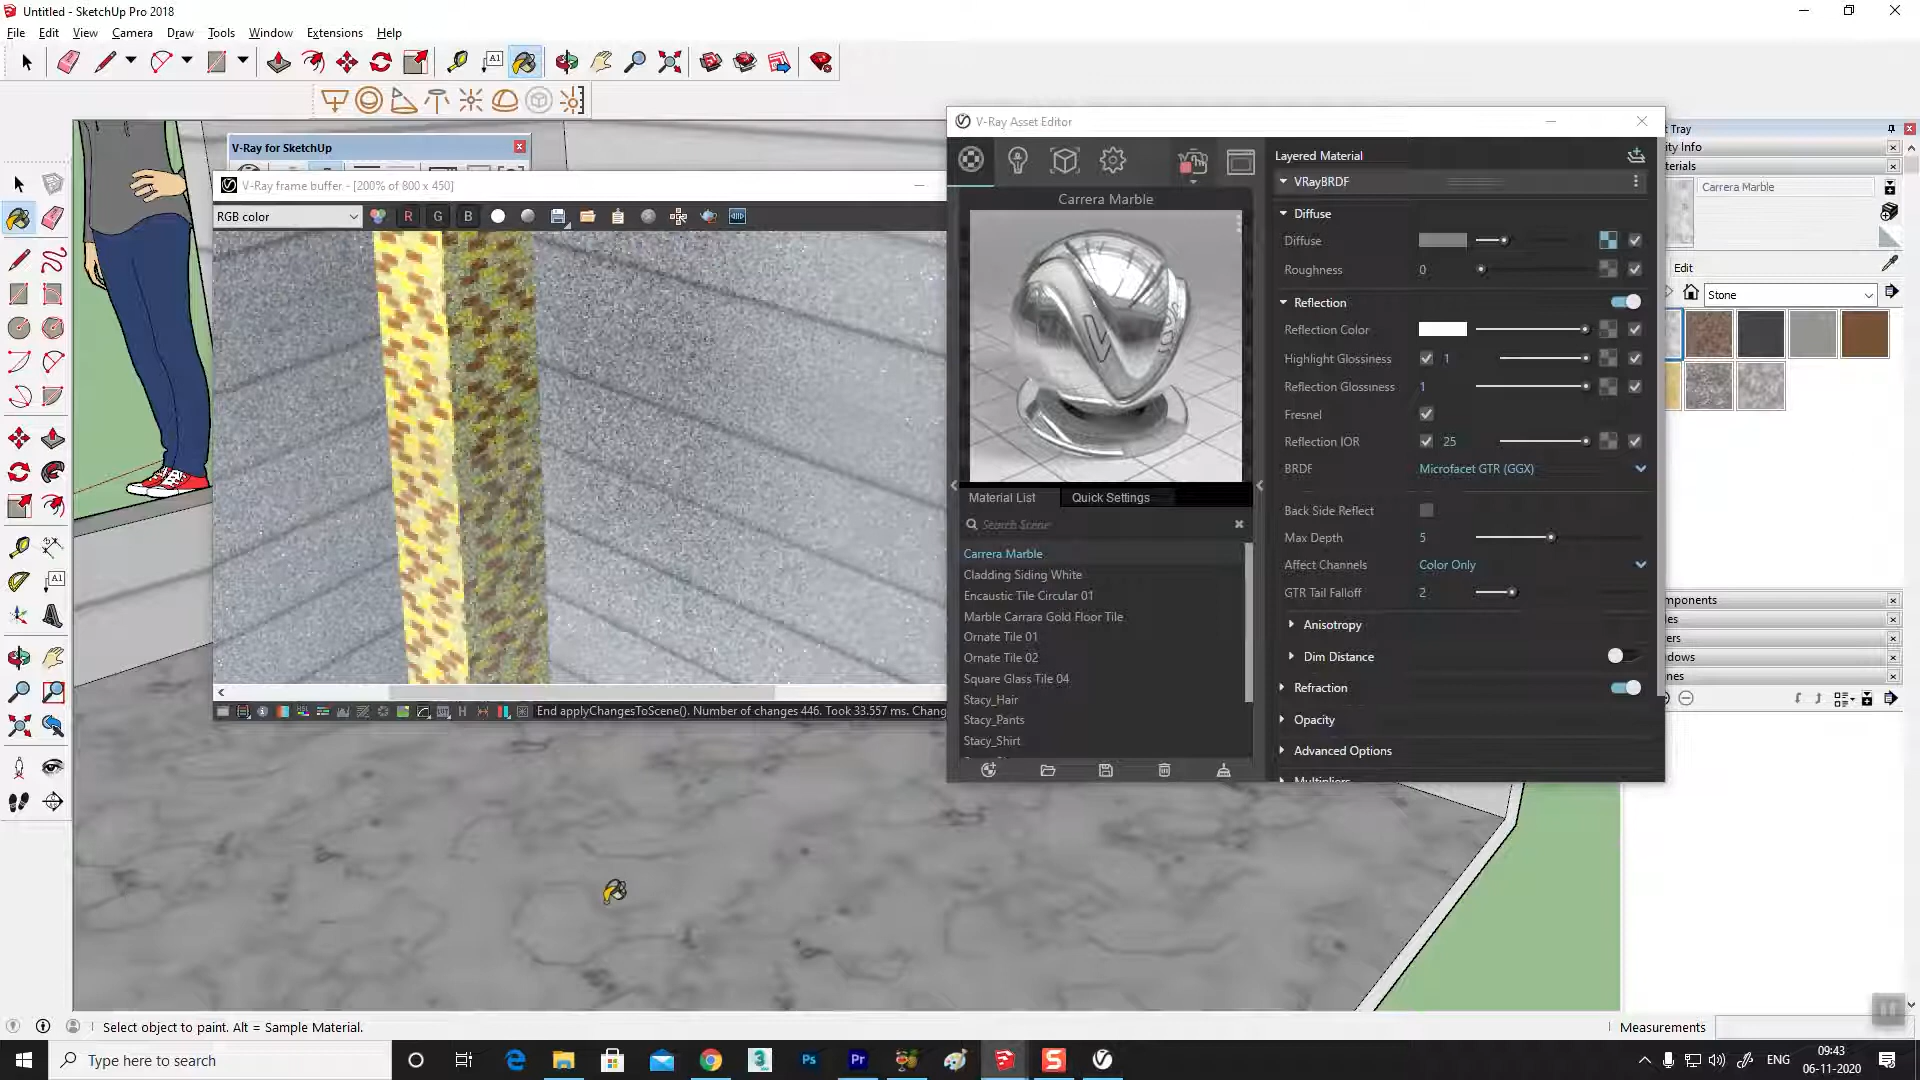 Untitled - SketchUp Pro 2018
File Edit View Camera Draw Tools Window Extensions Help
V-Ray for SketchUp
V-Ray frame buffer - [200% of 800 x 450]
RGB color
R G B
End applyChangesToScene(). Number of changes 446. Took 33.557 ms. Chang
V-Ray Asset Editor
Carrera Marble
Material List
Quick Settings
Search Scene
Carrera Marble
Cladding Siding White
Encaustic Tile Circular 01
Marble Carrara Gold Floor Tile
Ornate Tile 01
Ornate Tile 02
Square Glass Tile 04
Stacy_Hair
Stacy_Pants
Stacy_Shirt
Layered Material
VRayBRDF
Diffuse
Diffuse
Roughness 0
Reflection
Reflection Color
Highlight Glossiness 1
Reflection Glossiness 1
Fresnel
Reflection IOR 25
BRDF Microfacet GTR (GGX)
Back Side Reflect
Max Depth 5
Affect Channels Color Only
GTR Tail Falloff 2
Anisotropy
Dim Distance
Refraction
Opacity
Advanced Options
Multipliers
t Tray
ity Info
terials
Carrera Marble
Edit
Stone
mponents
les
ers
dows
nes
Select object to paint. Alt = Sample Material.
Measurements
Type here to search
ENG
09:43
06-11-2020